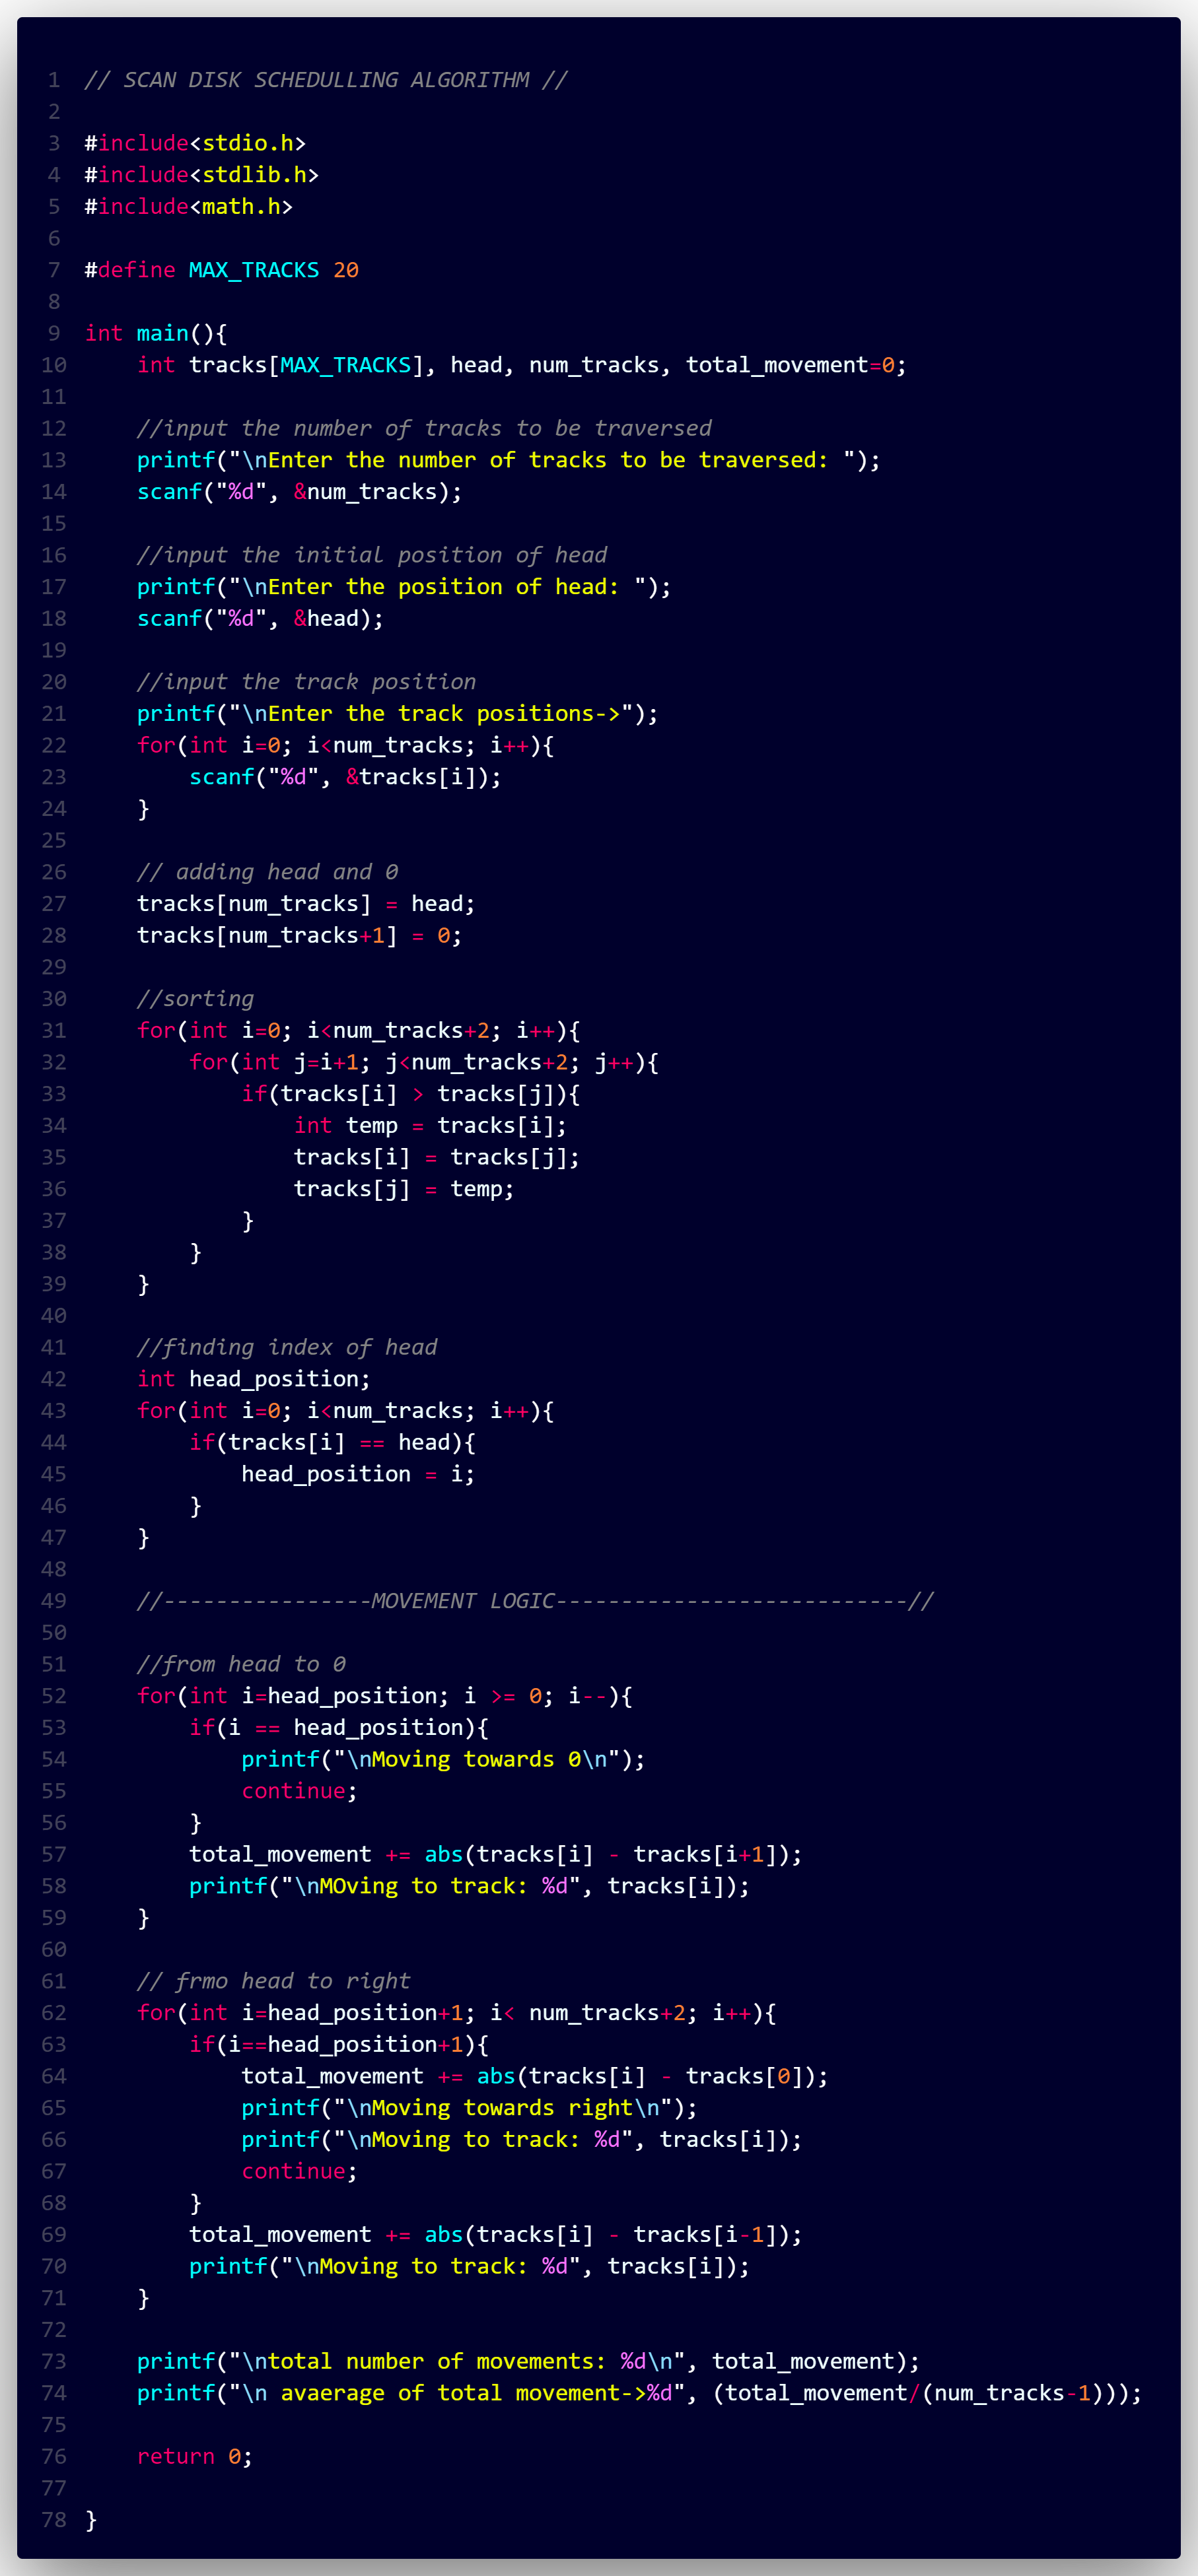 1 // SCAN DISK SCHEDULLING ALGORITHM //
2
3 #include<stdio.h>
4 #include<stdlib.h>
5 #include<math.h>
6
7 #define MAX_TRACKS 20
8
9 int main(){
10     int tracks[MAX_TRACKS], head, num_tracks, total_movement=0;
11
12     //input the number of tracks to be traversed
13     printf("\nEnter the number of tracks to be traversed: ");
14     scanf("%d", &num_tracks);
15
16     //input the initial position of head
17     printf("\nEnter the position of head: ");
18     scanf("%d", &head);
19
20     //input the track position
21     printf("\nEnter the track positions->");
22     for(int i=0; i<num_tracks; i++){
23         scanf("%d", &tracks[i]);
24     }
25
26     // adding head and 0
27     tracks[num_tracks] = head;
28     tracks[num_tracks+1] = 0;
29
30     //sorting
31     for(int i=0; i<num_tracks+2; i++){
32         for(int j=i+1; j<num_tracks+2; j++){
33             if(tracks[i] > tracks[j]){
34                 int temp = tracks[i];
35                 tracks[i] = tracks[j];
36                 tracks[j] = temp;
37             }
38         }
39     }
40
41     //finding index of head
42     int head_position;
43     for(int i=0; i<num_tracks; i++){
44         if(tracks[i] == head){
45             head_position = i;
46         }
47     }
48
49     //----------------MOVEMENT LOGIC---------------------------//
50
51     //from head to 0
52     for(int i=head_position; i >= 0; i--){
53         if(i == head_position){
54             printf("\nMoving towards 0\n");
55             continue;
56         }
57         total_movement += abs(tracks[i] - tracks[i+1]);
58         printf("\nMOving to track: %d", tracks[i]);
59     }
60
61     // frmo head to right
62     for(int i=head_position+1; i< num_tracks+2; i++){
63         if(i==head_position+1){
64             total_movement += abs(tracks[i] - tracks[0]);
65             printf("\nMoving towards right\n");
66             printf("\nMoving to track: %d", tracks[i]);
67             continue;
68         }
69         total_movement += abs(tracks[i] - tracks[i-1]);
70         printf("\nMoving to track: %d", tracks[i]);
71     }
72
73     printf("\ntotal number of movements: %d\n", total_movement);
74     printf("\n avaerage of total movement->%d", (total_movement/(num_tracks-1)));
75
76     return 0;
77
78 }